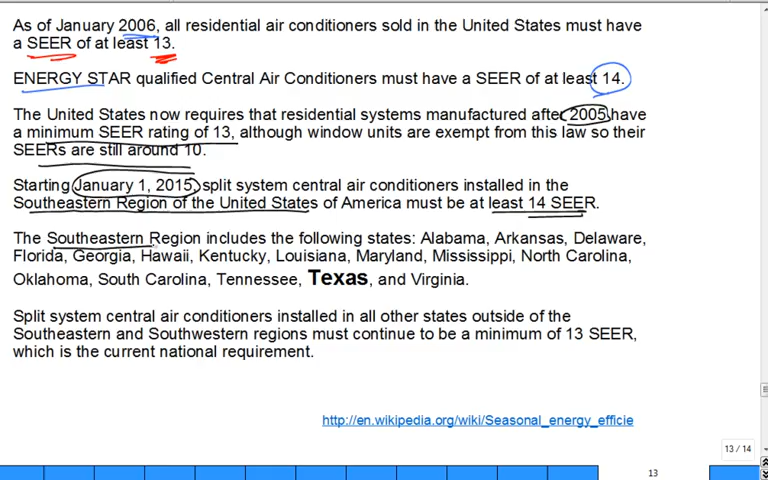 As of January 2006, all residential air conditioners sold in the United States must have
a SEER of at least 13.
ENERGY STAR qualified Central Air Conditioners must have a SEER of at least 14.
The United States now requires that residential systems manufactured after 2005 have
a minimum SEER rating of 13, although window units are exempt from this law so their
SEERs are still around 10.
Starting January 1, 2015, split system central air conditioners installed in the
Southeastern Region of the United States of America must be at least 14 SEER.
The Southeastern Region includes the following states: Alabama, Arkansas, Delaware,
Florida, Georgia, Hawaii, Kentucky, Louisiana, Maryland, Mississippi, North Carolina,
Oklahoma, South Carolina, Tennessee, Texas, and Virginia.
Split system central air conditioners installed in all other states outside of the
Southeastern and Southwestern regions must continue to be a minimum of 13 SEER,
which is the current national requirement.
http://en.wikipedia.org/wiki/Seasonal_energy_efficie
13 / 14
13